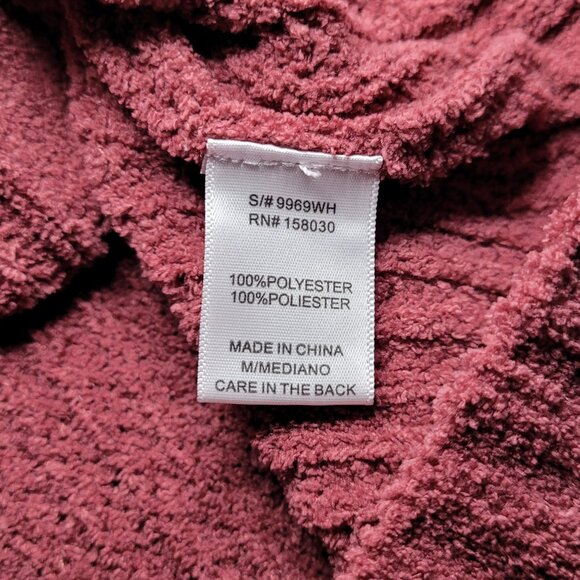 S/# 9969WH
RN# 158030
100%POLYESTER
100%POLIESTER
MADE IN CHINA
M/MEDIANO
CARE IN THE BACK